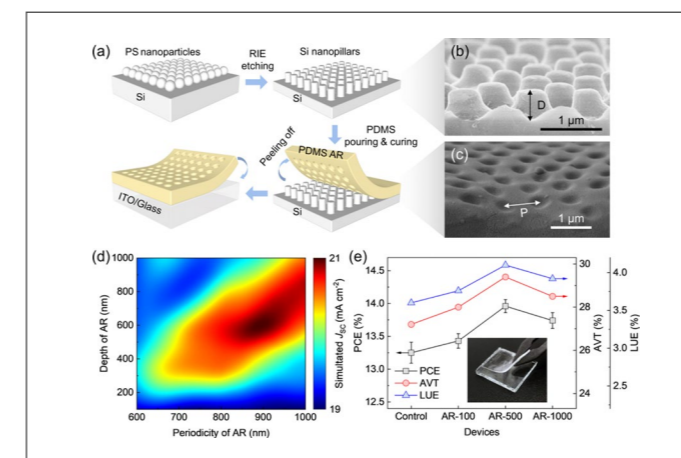 (a)
PS nanoparticles
RIE
etching
Si nanopillars
Si
Si
PDMS
pouring & curing
Peeling off
PDMS AR
ITO/Glass
Si
(b)
D
1 μm
(c)
P
1 μm
(d)
1000
800
600
400
200
600 700 800 900 1000
Depth of AR (nm)
Periodicity of AR (nm)
21
19
Simultated JSC (mA cm-2)
(e)
14.5
14.0
13.5
13.0
12.5
PCE (%)
PCE
AVT
LUE
Control AR-100 AR-500 AR-1000
Devices
30
28
26
24
AVT (%)
4.0
3.5
3.0
2.5
LUE (%)